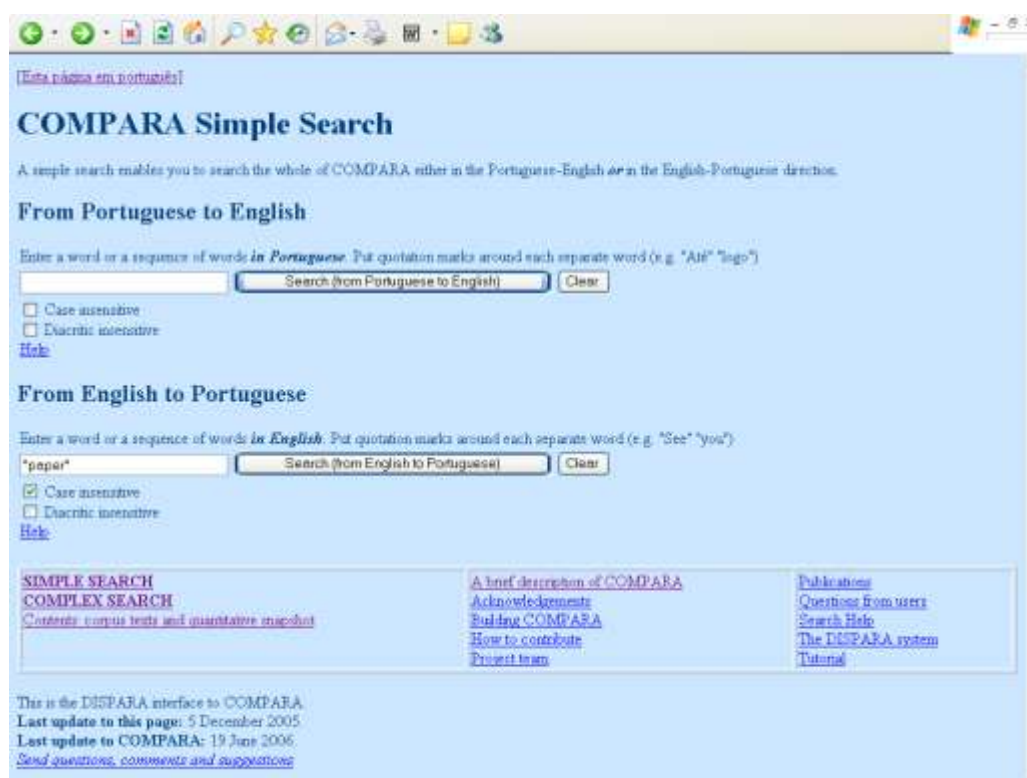 [Esta página em português]
COMPARA Simple Search
A simple search enables you to search the whole of COMPARA either in the Portuguese-English or in the English-Portuguese direction.
From Portuguese to English
Enter a word or a sequence of words in Portuguese. Put quotation marks around each separate word (e.g. "Até" "logo")
Search (from Portuguese to English) Clear
Case insensitive
Diacritic insensitive
Help
From English to Portuguese
Enter a word or a sequence of words in English. Put quotation marks around each separate word (e.g. "See" "you")
"paper" Search (from English to Portuguese) Clear
Case insensitive
Diacritic insensitive
Help
SIMPLE SEARCH A brief description of COMPARA Publications
COMPLEX SEARCH Acknowledgements Questions from users
Contents: corpus texts and quantitative snapshot Building COMPARA Search Help
How to contribute The DISPARA system
Project team Tutorial
This is the DISPARA interface to COMPARA
Last update to this page: 5 December 2005
Last update to COMPARA: 19 June 2006
Send questions, comments and suggestions